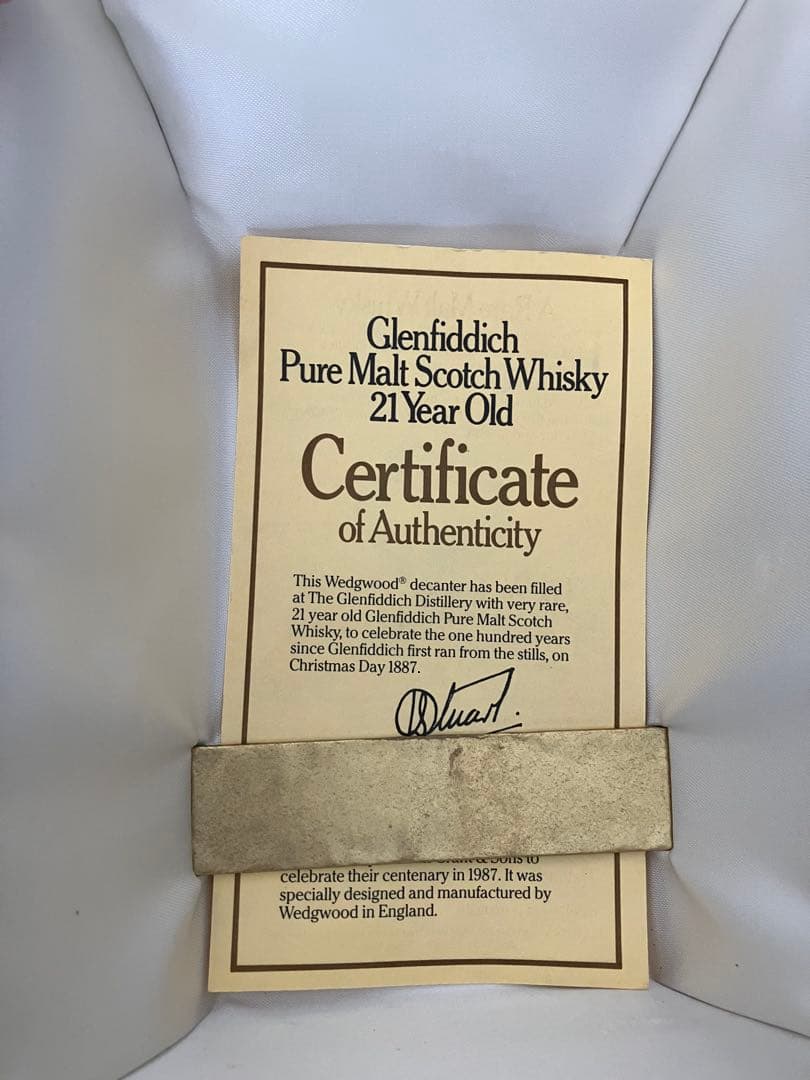 Glenfiddich
Pure Malt Scotch Whisky
21 Year Old
Certificate
of Authenticity
This Wedgwood® decanter has been filled
at The Glenfiddich Distillery with very rare,
21 year old Glenfiddich Pure Malt Scotch
Whisky, to celebrate the one hundred years
since Glenfiddich first ran from the stills, on
Christmas Day 1887.
& Sons to
celebrate their centenary in 1987. It was
specially designed and manufactured by
Wedgwood in England.